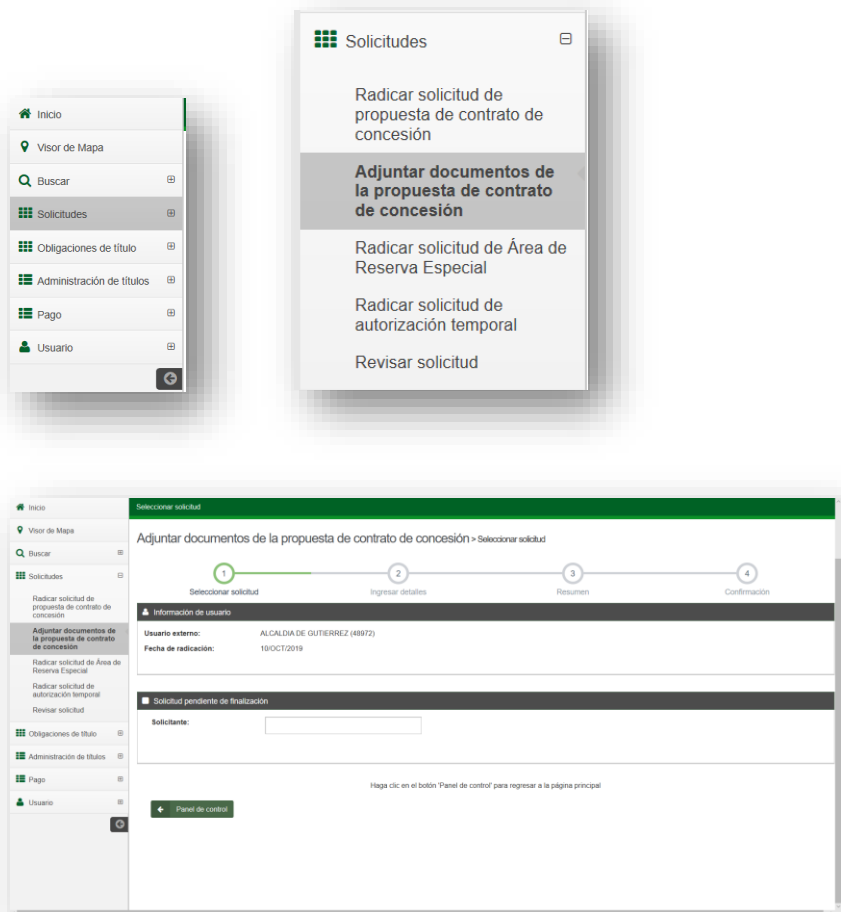 Solicitudes
Radicar solicitud de
propuesta de contrato de
concesión
Adjuntar documentos de
la propuesta de contrato
de concesión
Radicar solicitud de Área de
Reserva Especial
Radicar solicitud de
autorización temporal
Revisar solicitud
Inicio
Visor de Mapa
Buscar
Solicitudes
Obligaciones de título
Administración de títulos
Pago
Usuario
Inicio
Visor de Mapa
Buscar
Solicitudes
Radicar solicitud de
propuesta de contrato de
concesión
Adjuntar documentos de
la propuesta de contrato
de concesión
Radicar solicitud de Área de
Reserva Especial
Radicar solicitud de
autorización temporal
Revisar solicitud
Obligaciones de título
Administración de títulos
Pago
Usuario
Seleccionar solicitud
Adjuntar documentos de la propuesta de contrato de concesión > Seleccionar solicitud
1 2 3 4
Seleccionar solicitud Ingresar detalles Resumen Confirmación
Información de usuario
Usuario externo: ALCALDIA DE GUTIERREZ (48972)
Fecha de radicación: 10/OCT/2019
Solicitud pendiente de finalización
Solicitante:
Haga clic en el botón 'Panel de control' para regresar a la página principal
Panel de control